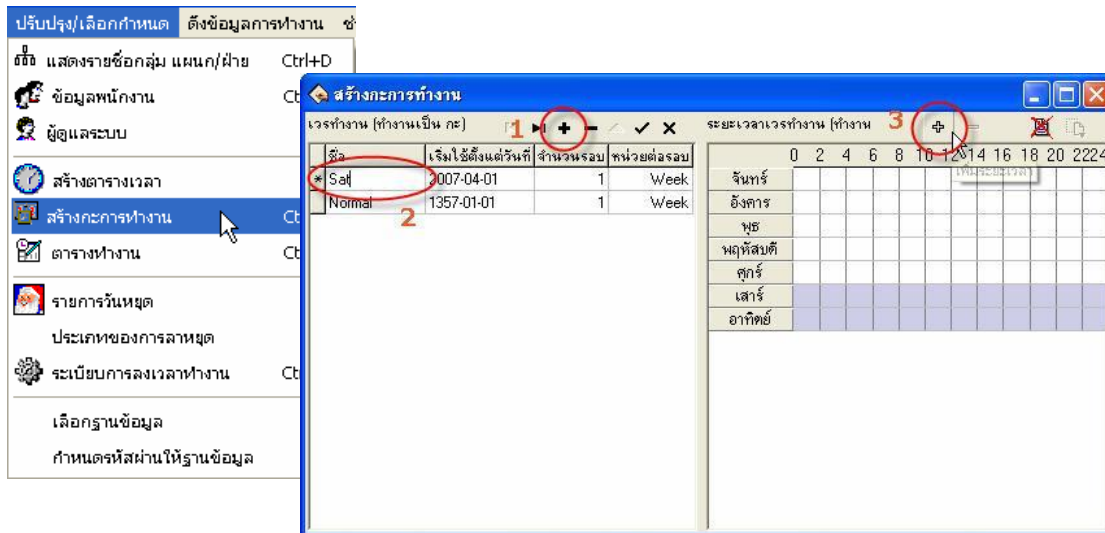 ปรับปรุง/เลือกกำหนด ดึงข้อมูลการทำงาน
แสดงรายชื่อกลุ่ม แผนก/ฝ่าย Ctrl+D
ข้อมูลพนักงาน Ct
ผู้ดูแลระบบ
สร้างตารางเวลา
สร้างกะการทำงาน Ct
ตารางทำงาน Ct
รายการวันหยุด
ประเภทของการลาหยุด
ระเบียบการลงเวลาทำงาน Ct
เลือกฐานข้อมูล
กำหนดรหัสผ่านให้ฐานข้อมูล
สร้างกะการทำงาน
เวรทำงาน (ทำงานเป็น กะ) 1
ชื่อ เริ่มใช้ตั้งแต่วันที่ จำนวนรอบ หน่วยต่อรอบ
Sat 2007-04-01 1 Week
Normal 1357-01-01 1 Week
2
ระยะเวลาเวรทำงาน (ทำงาน 3
0 2 4 6 8 10 12 14 16 18 20 2224
เพิ่มระยะเวลา
จันทร์
อังคาร
พุธ
พฤหัสบดี
ศุกร์
เสาร์
อาทิตย์